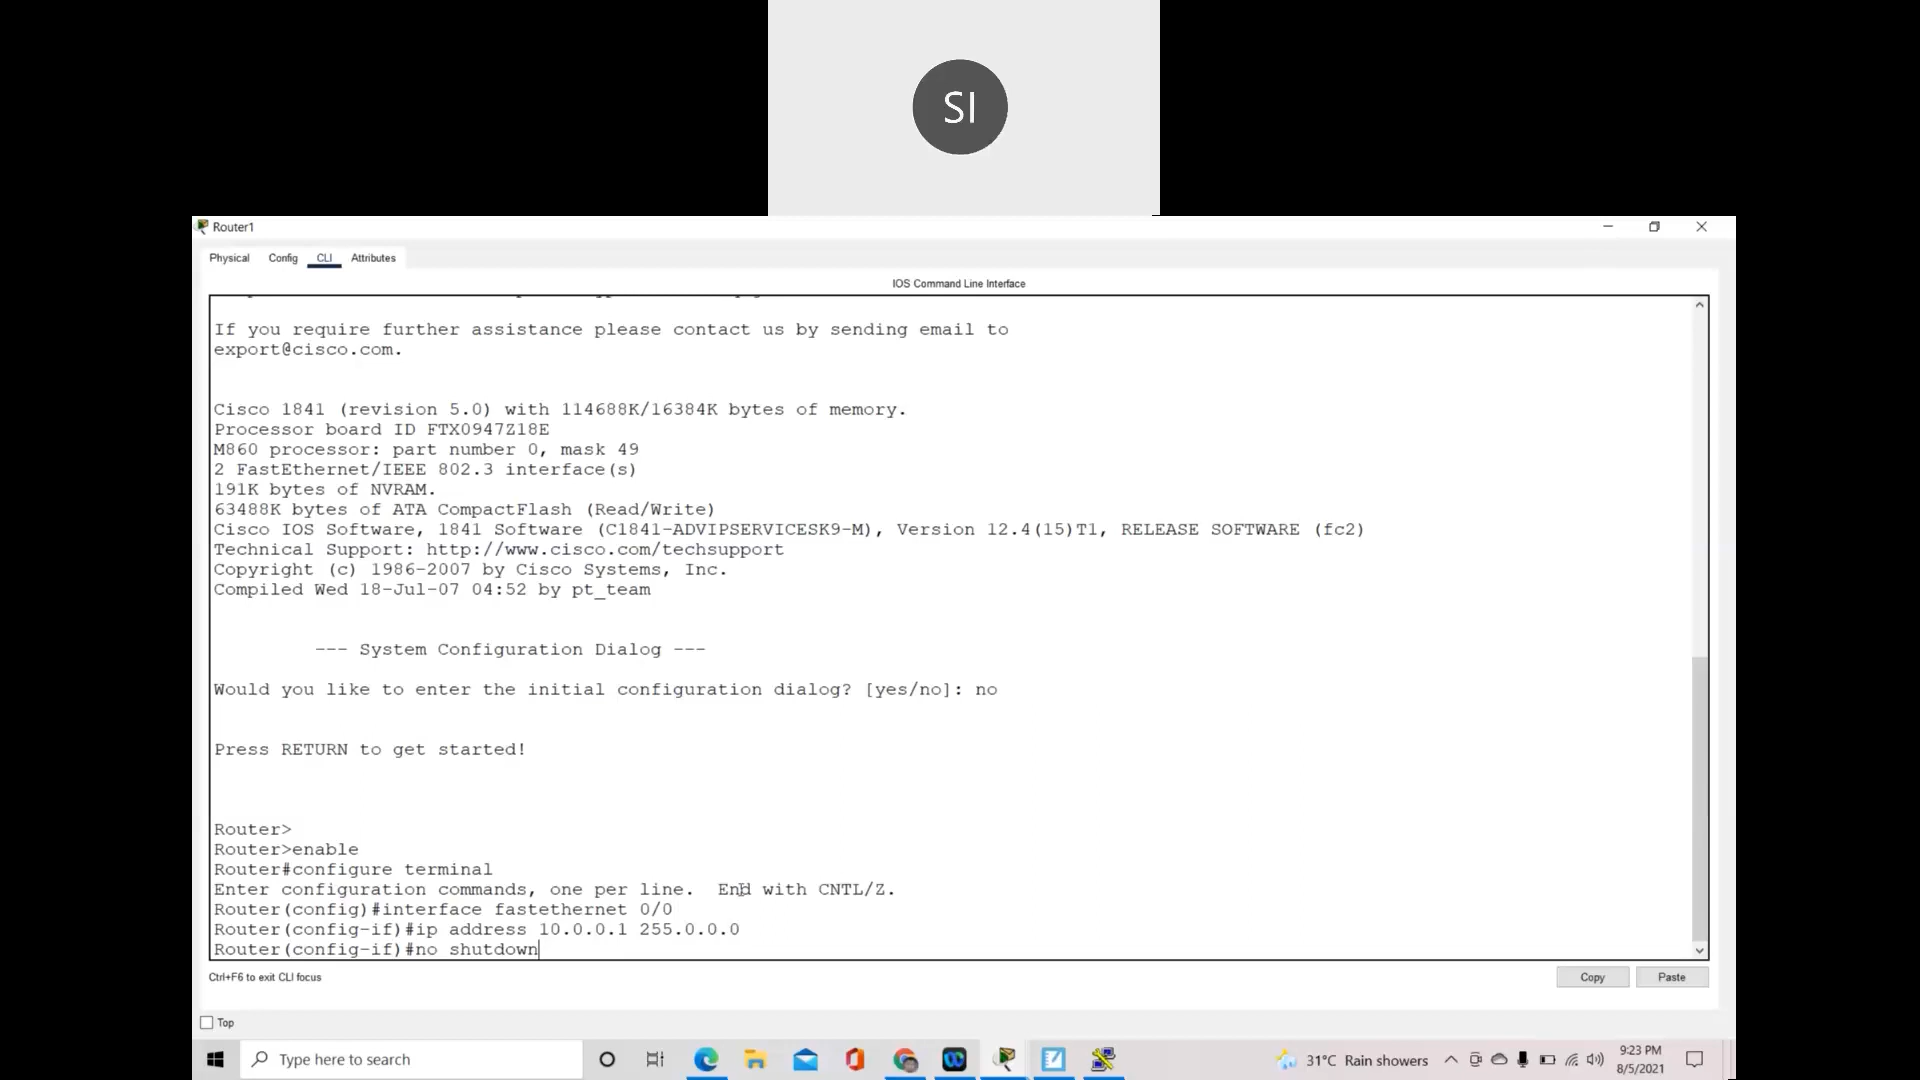 SI
Router1
Physical Config CLI Attributes
IOS Command Line Interface
If you require further assistance please contact us by sending email to
export@cisco.com.
Cisco 1841 (revision 5.0) with 114688K/16384K bytes of memory.
Processor board ID FTX0947Z18E
M860 processor: part number 0, mask 49
2 FastEthernet/IEEE 802.3 interface(s)
191K bytes of NVRAM.
63488K bytes of ATA CompactFlash (Read/Write)
Cisco IOS Software, 1841 Software (C1841-ADVIPSERVICESK9-M), Version 12.4(15)T1, RELEASE SOFTWARE (fc2)
Technical Support: http://www.cisco.com/techsupport
Copyright (c) 1986-2007 by Cisco Systems, Inc.
Compiled Wed 18-Jul-07 04:52 by pt_team
--- System Configuration Dialog ---
Would you like to enter the initial configuration dialog? [yes/no]: no
Press RETURN to get started!
Router>
Router>enable
Router#configure terminal
Enter configuration commands, one per line.  End with CNTL/Z.
Router(config)#interface fastethernet 0/0
Router(config-if)#ip address 10.0.0.1 255.0.0.0
Router(config-if)#no shutdown
Ctrl+F6 to exit CLI focus
Copy Paste
Top
Type here to search
31°C Rain showers
9:23 PM
8/5/2021